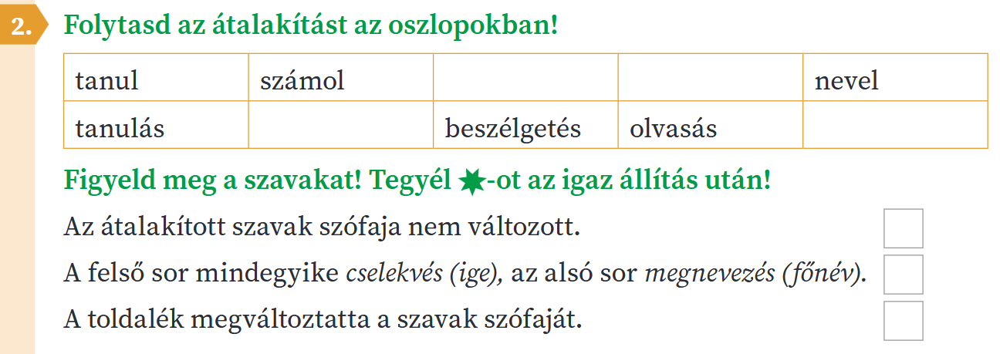 2. Folytasd az átalakítást az oszlopokban!
tanul számol nevel
tanulás beszélgetés olvasás
Figyeld meg a szavakat! Tegyél -ot az igaz állítás után!
Az átalakított szavak szófaja nem változott.
A felső sor mindegyike cselekvés (ige), az alsó sor megnevezés (főnév).
A toldalék megváltoztatta a szavak szófaját.